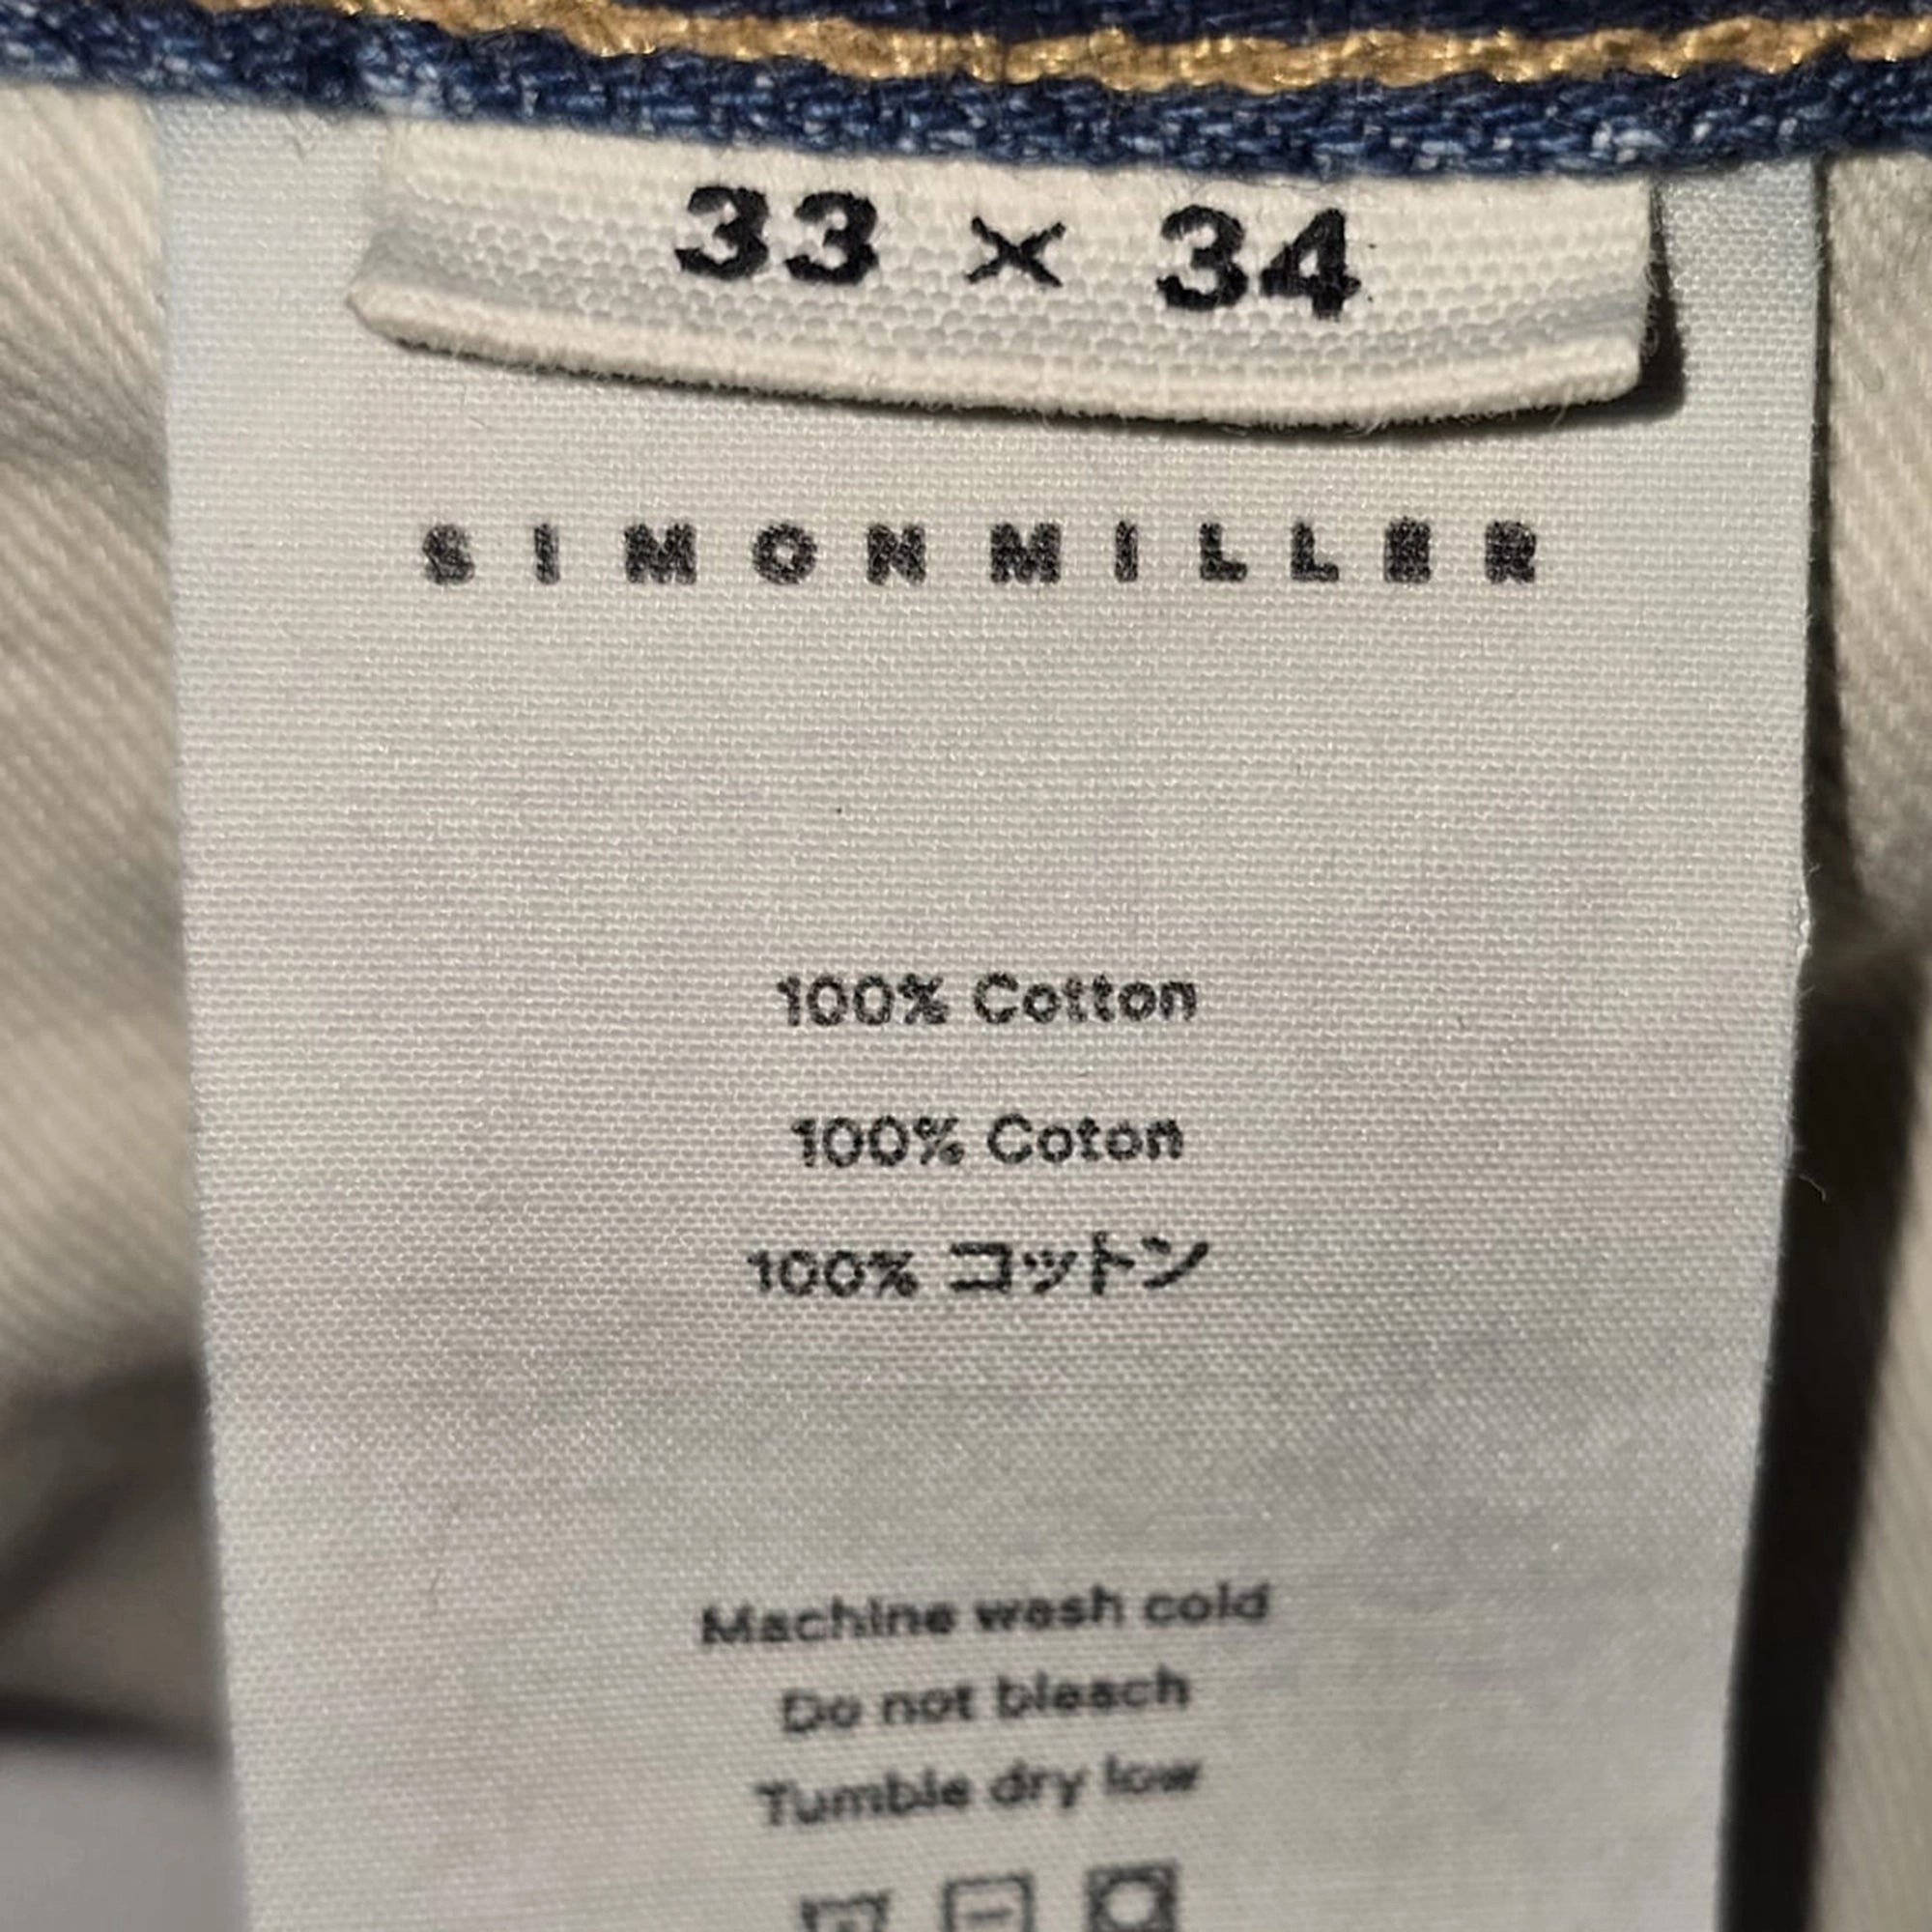 33 × 34
SIMONMILLER
100% Cotton
100% Coton
100% コットン
Machine wash cold
Do not bleach
Tumble dry low